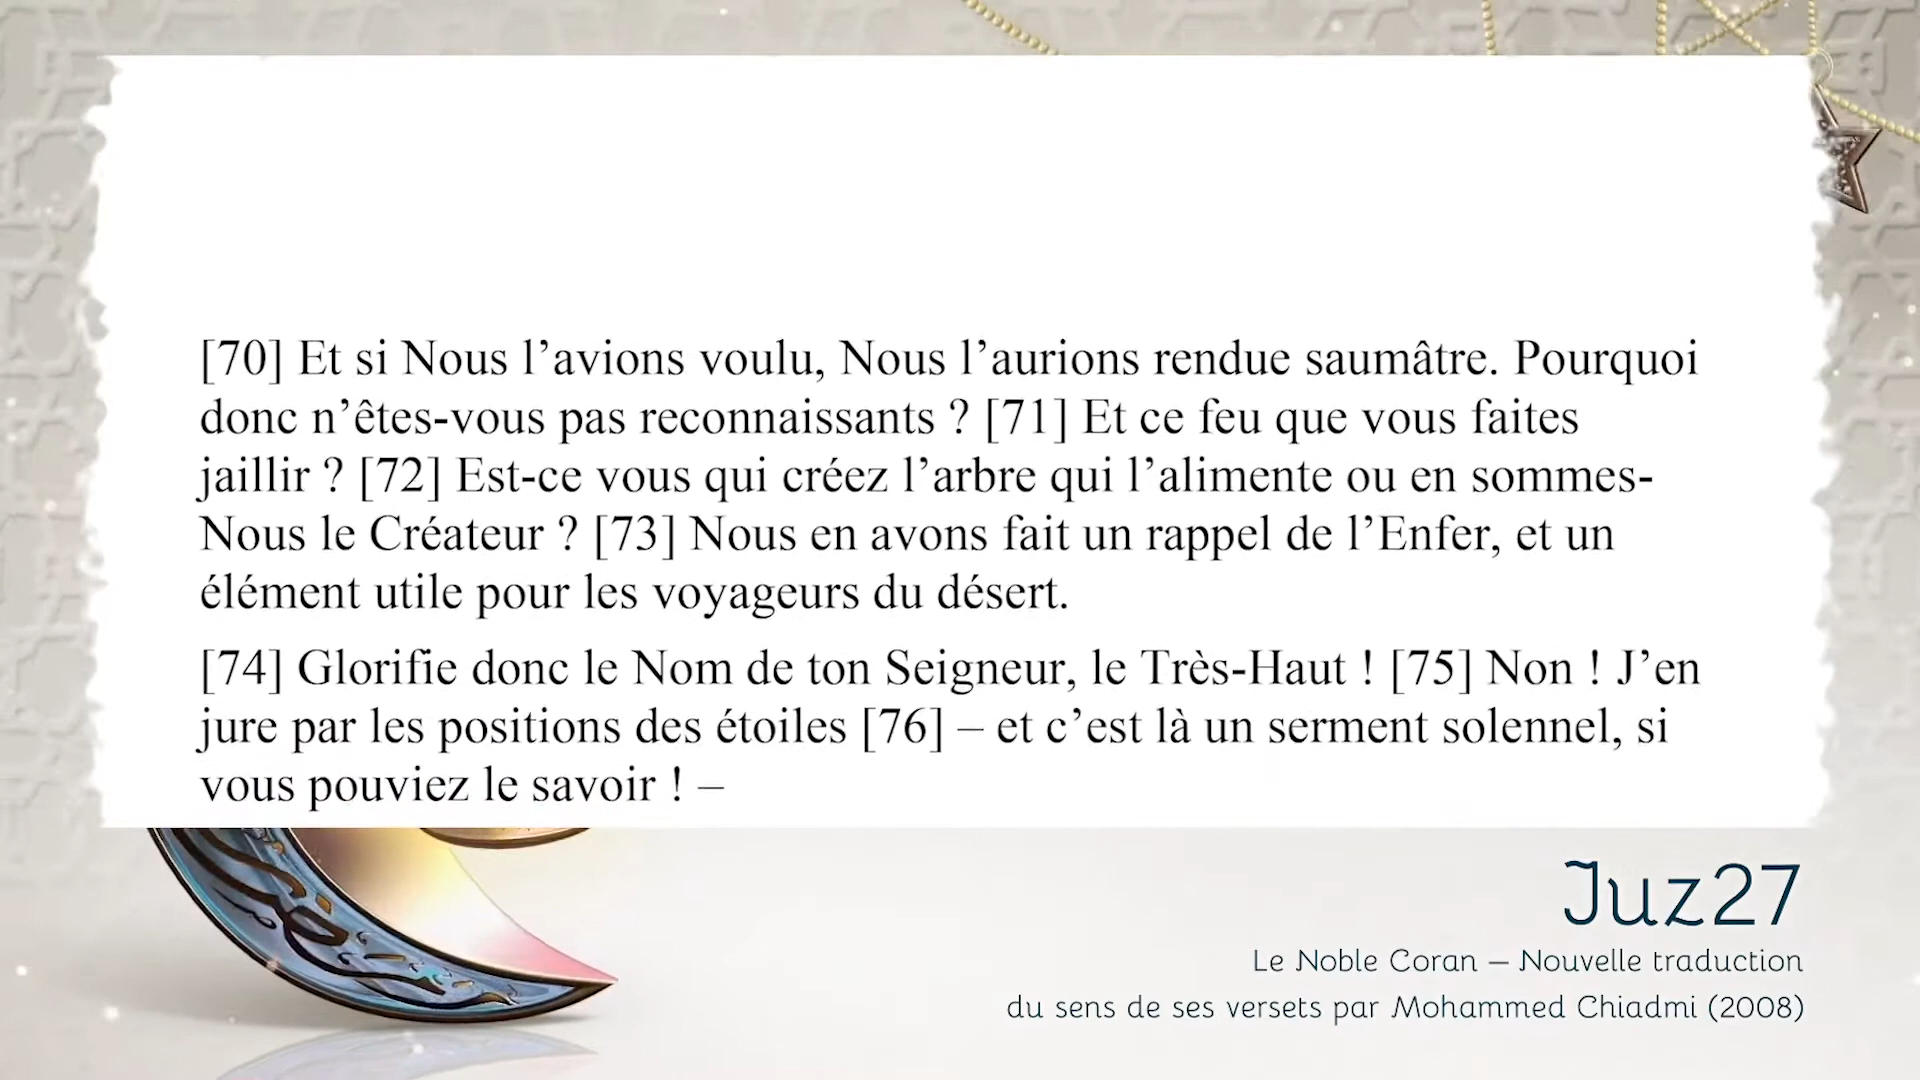 [70] Et si Nous l’avions voulu, Nous l’aurions rendue saumâtre. Pourquoi
donc n’êtes-vous pas reconnaissants ? [71] Et ce feu que vous faites
jaillir ? [72] Est-ce vous qui créez l’arbre qui l’alimente ou en sommes-
Nous le Créateur ? [73] Nous en avons fait un rappel de l’Enfer, et un
élément utile pour les voyageurs du désert.
[74] Glorifie donc le Nom de ton Seigneur, le Très-Haut ! [75] Non ! J’en
jure par les positions des étoiles [76] – et c’est là un serment solennel, si
vous pouviez le savoir ! –
Juz27
Le Noble Coran – Nouvelle traduction
du sens de ses versets par Mohammed Chiadmi (2008)